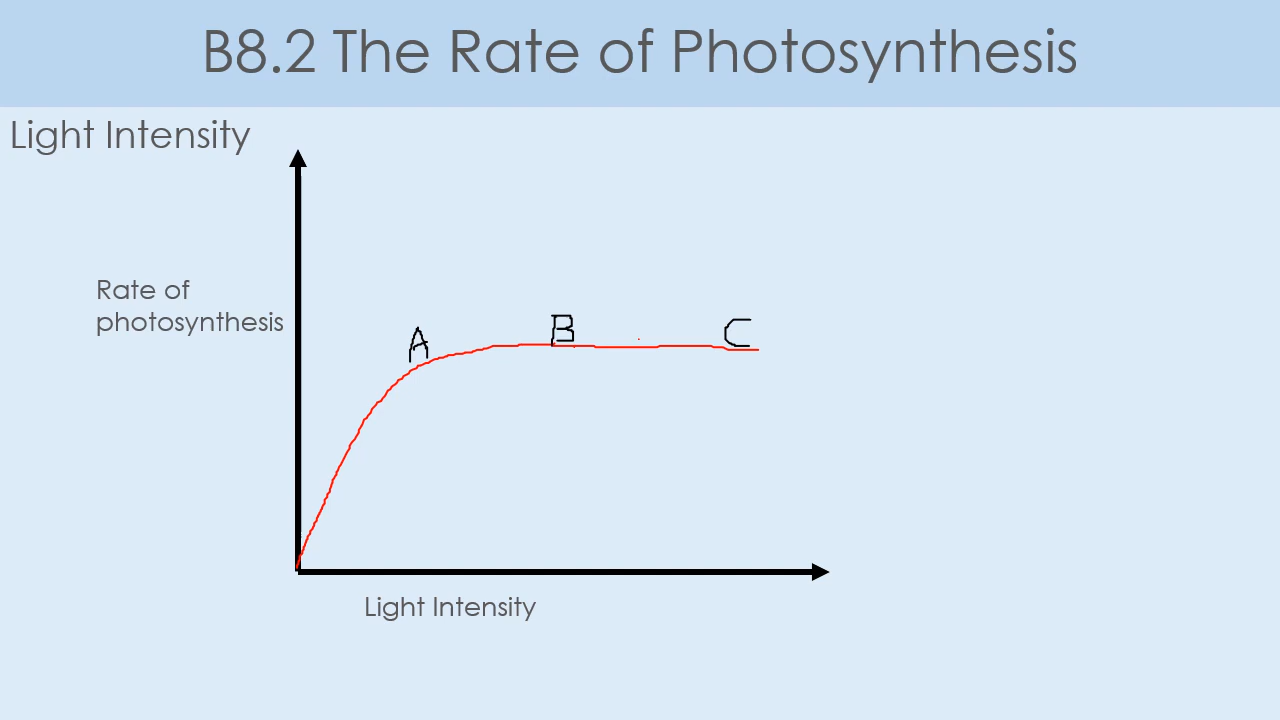 B8.2 The Rate of Photosynthesis
Light Intensity
Rate of
photosynthesis
A
B
C
Light Intensity